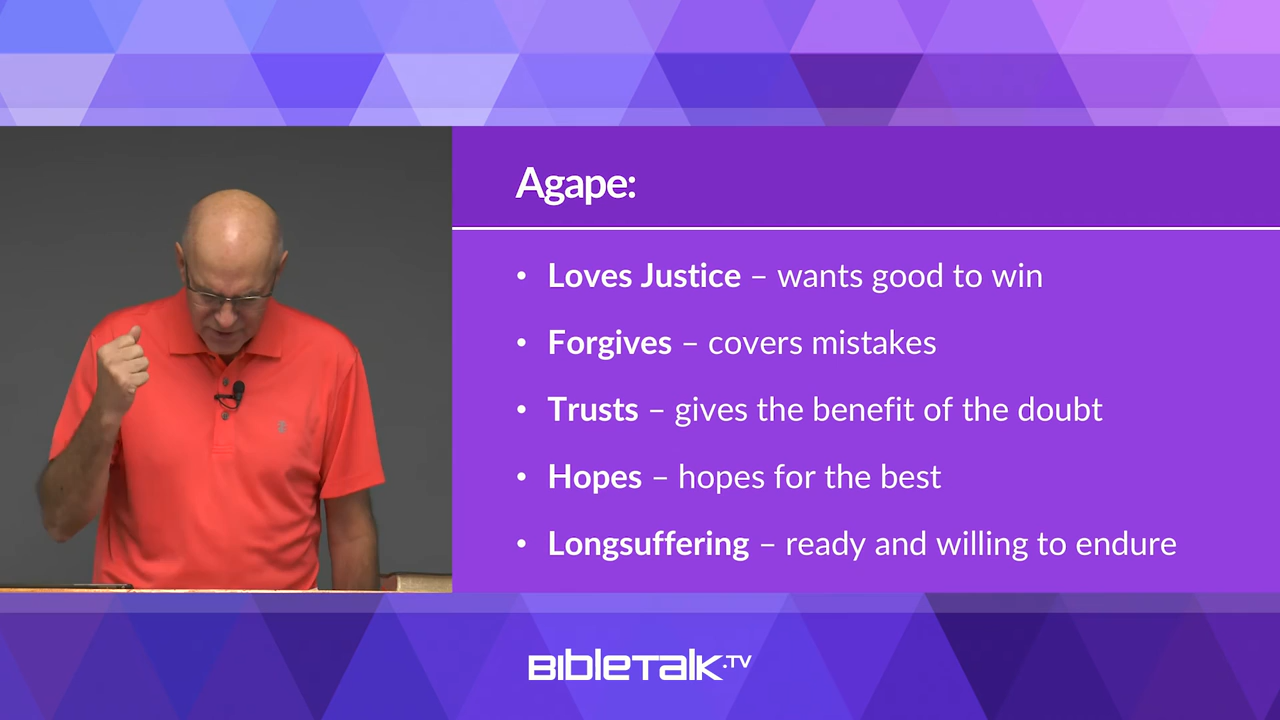 Agape:
• Loves Justice – wants good to win
• Forgives – covers mistakes
• Trusts – gives the benefit of the doubt
• Hopes – hopes for the best
• Longsuffering – ready and willing to endure
BibleTalk.TV